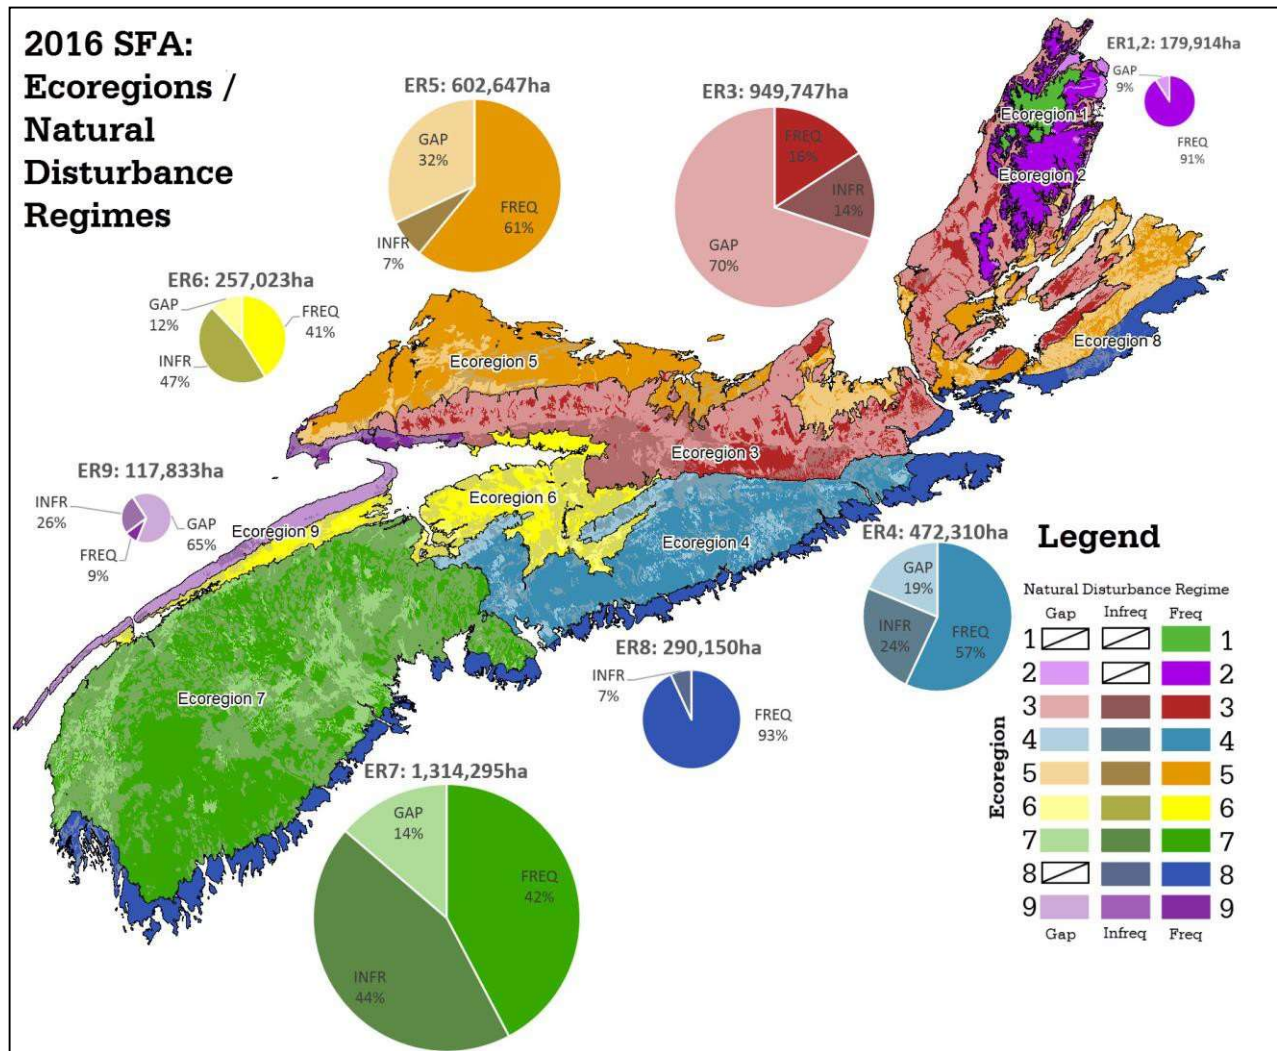 2016 SFA:
Ecoregions /
Natural
Disturbance
Regimes
ER5: 602,647ha
GAP
32%
FREQ
61%
INFR
7%
ER3: 949,747ha
FREQ
16%
INFR
14%
GAP
70%
ER1,2: 179,914ha
GAP
9%
FREQ
91%
Ecoregion 1
Ecoregion 2
ER6: 257,023ha
GAP
12%
FREQ
41%
INFR
47%
Ecoregion 5
Ecoregion 8
ER9: 117,833ha
INFR
26%
GAP
65%
FREQ
9%
Ecoregion 3
Ecoregion 6
Ecoregion 9
Ecoregion 4
Ecoregion 7
ER4: 472,310ha
GAP
19%
INFR
24%
FREQ
57%
ER8: 290,150ha
INFR
7%
FREQ
93%
ER7: 1,314,295ha
GAP
14%
FREQ
42%
INFR
44%
Legend
Natural Disturbance Regime
Gap Infreq Freq
Ecoregion
1 1
2 2
3 3
4 4
5 5
6 6
7 7
8 8
9 9
Gap Infreq Freq